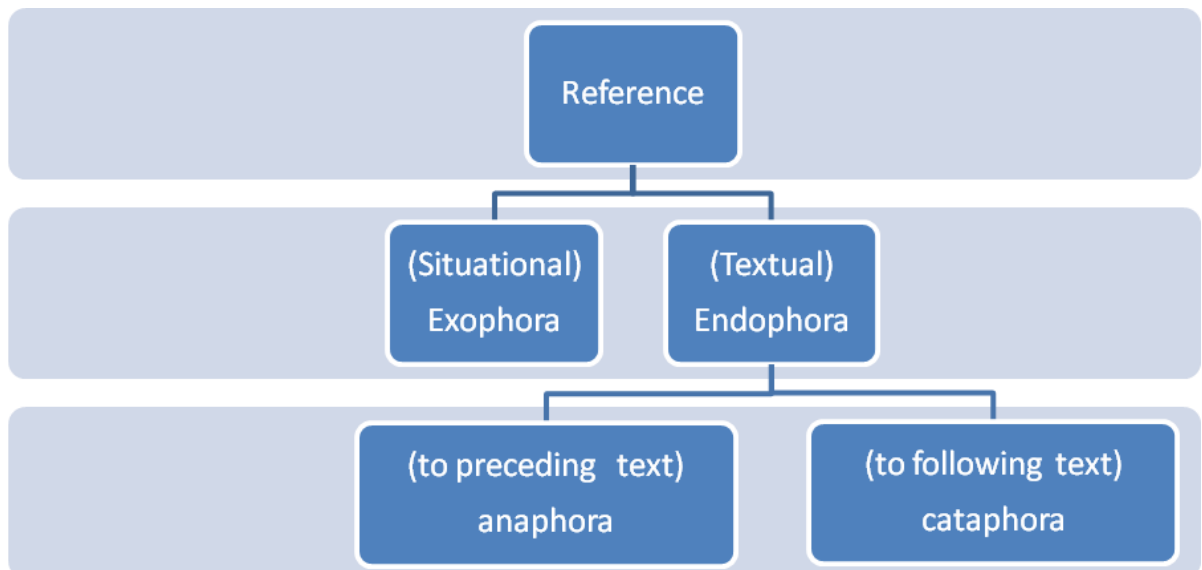 Reference
(Situational)
Exophora
(Textual)
Endophora
(to preceding text)
anaphora
(to following text)
cataphora